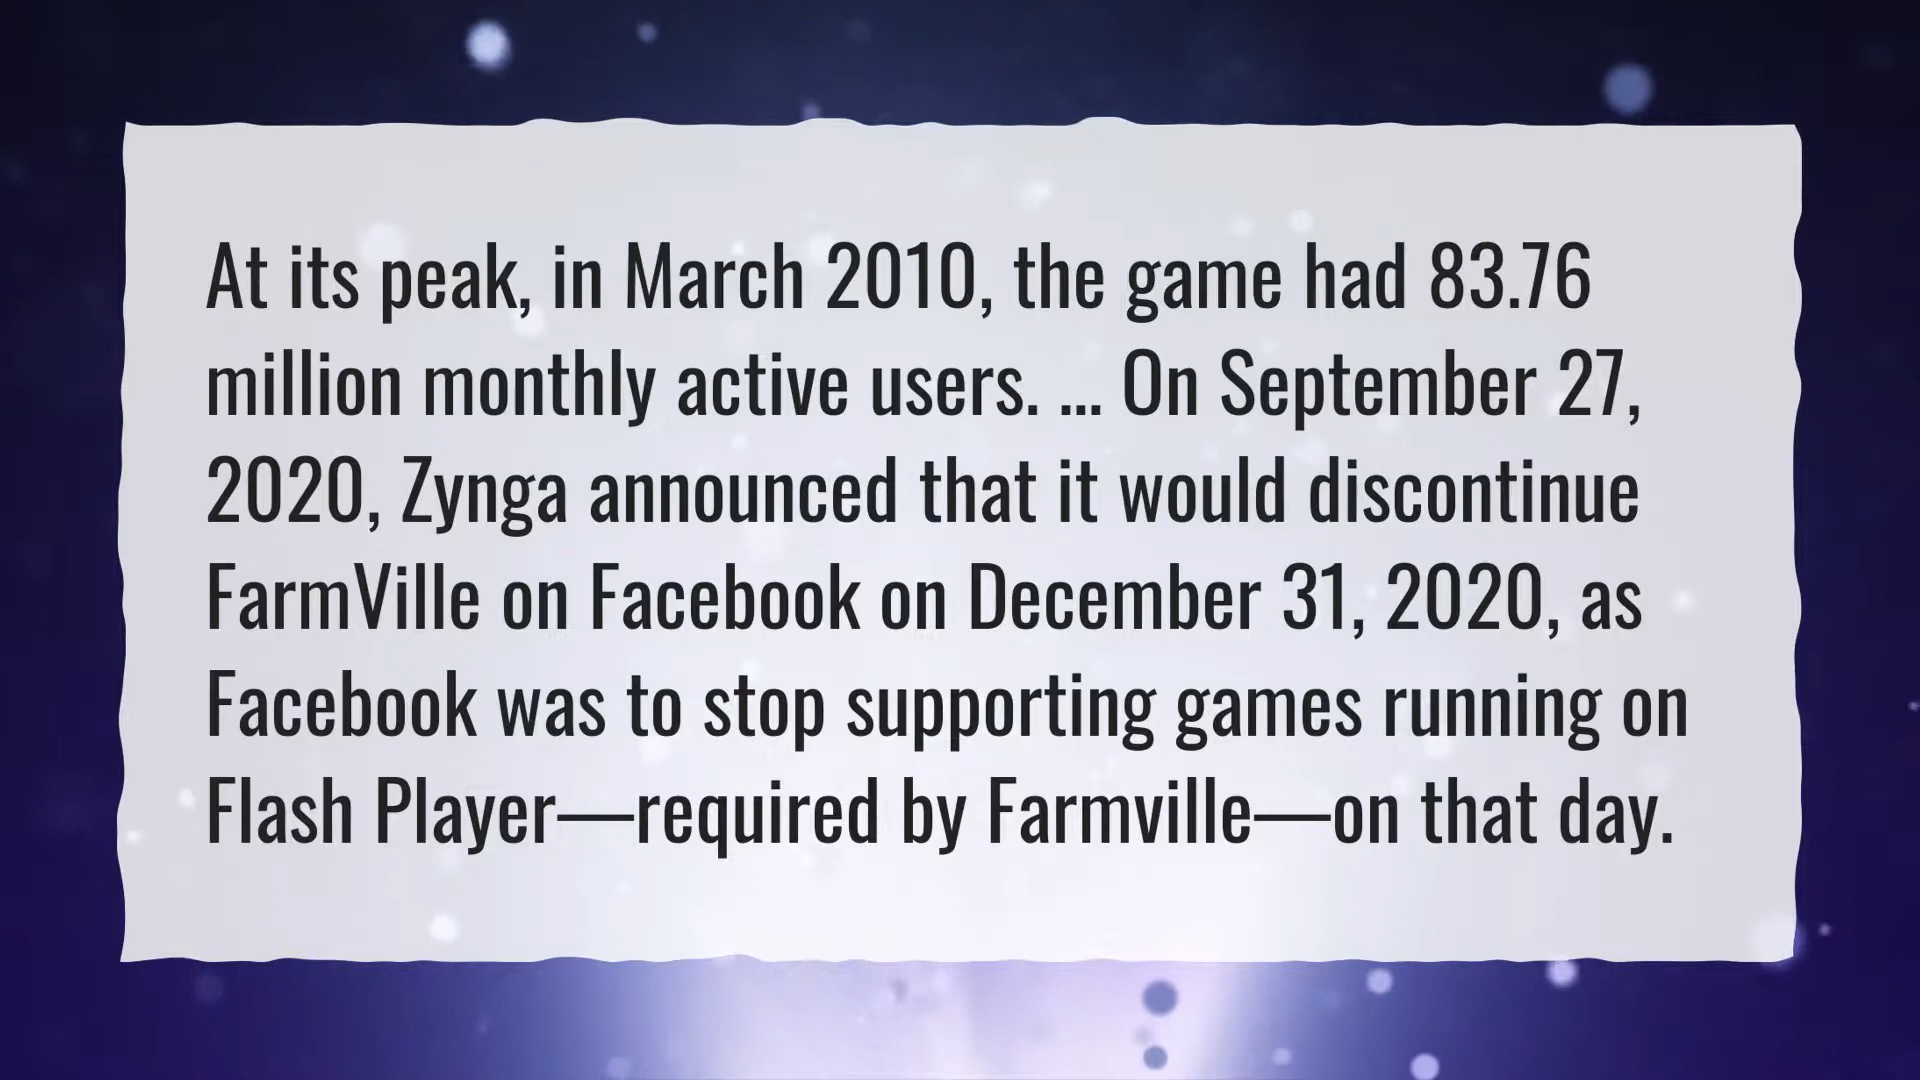 At its peak, in March 2010, the game had 83.76
million monthly active users. ... On September 27,
2020, Zynga announced that it would discontinue
FarmVille on Facebook on December 31, 2020, as
Facebook was to stop supporting games running on
Flash Player—required by Farmville—on that day.